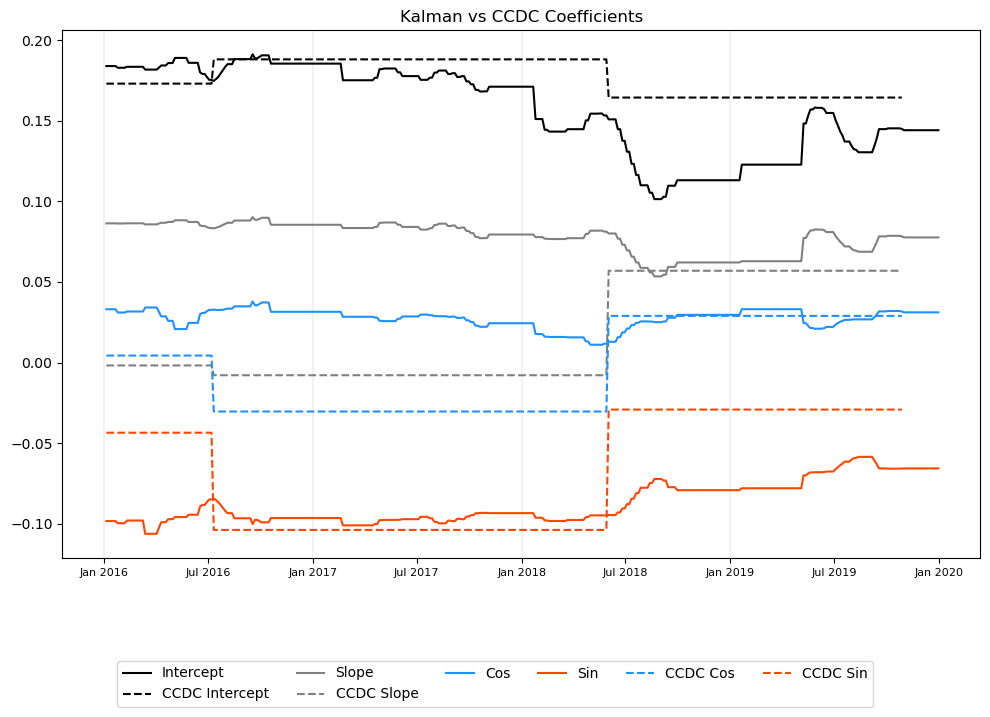 Kalman vs CCDC Coefficients
0.20
0.15
0.10
0.05
0.00
−0.05
−0.10
Jan 2016 Jul 2016 Jan 2017 Jul 2017 Jan 2018 Jul 2018 Jan 2019 Jul 2019 Jan 2020
Intercept Slope Cos Sin CCDC Cos CCDC Sin
CCDC Intercept CCDC Slope